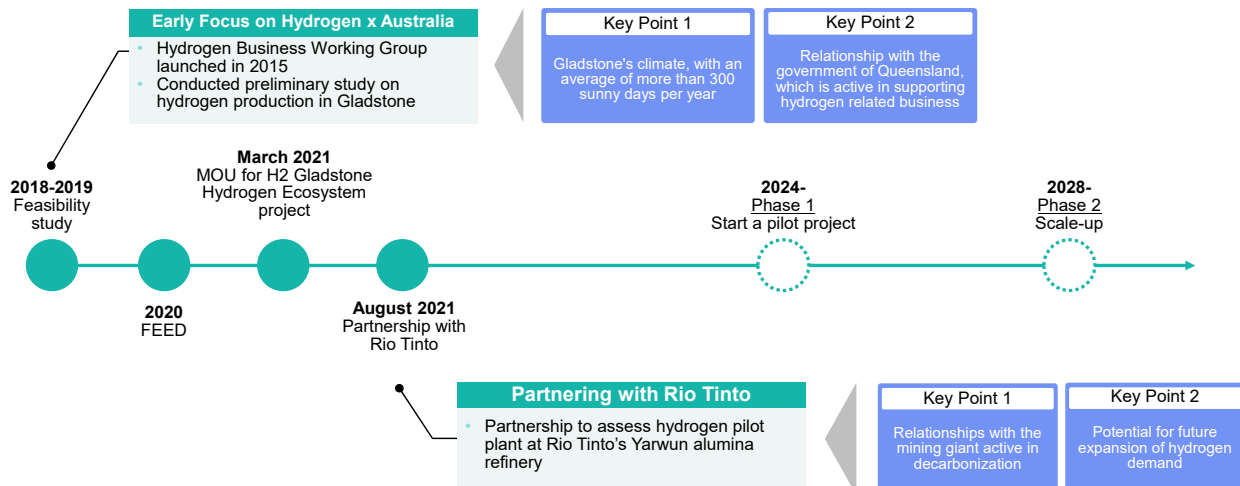 Early Focus on Hydrogen x Australia
• Hydrogen Business Working Group
launched in 2015
• Conducted preliminary study on
hydrogen production in Gladstone
Key Point 1
Gladstone's climate, with an
average of more than 300
sunny days per year
Key Point 2
Relationship with the
government of Queensland,
which is active in supporting
hydrogen related business
2018-2019
Feasibility
study
2020
FEED
March 2021
MOU for H2 Gladstone
Hydrogen Ecosystem
project
August 2021
Partnership with
Rio Tinto
2024-
Phase 1
Start a pilot project
2028-
Phase 2
Scale-up
Partnering with Rio Tinto
• Partnership to assess hydrogen pilot
plant at Rio Tinto's Yarwun alumina
refinery
Key Point 1
Relationships with the
mining giant active in
decarbonization
Key Point 2
Potential for future
expansion of hydrogen
demand